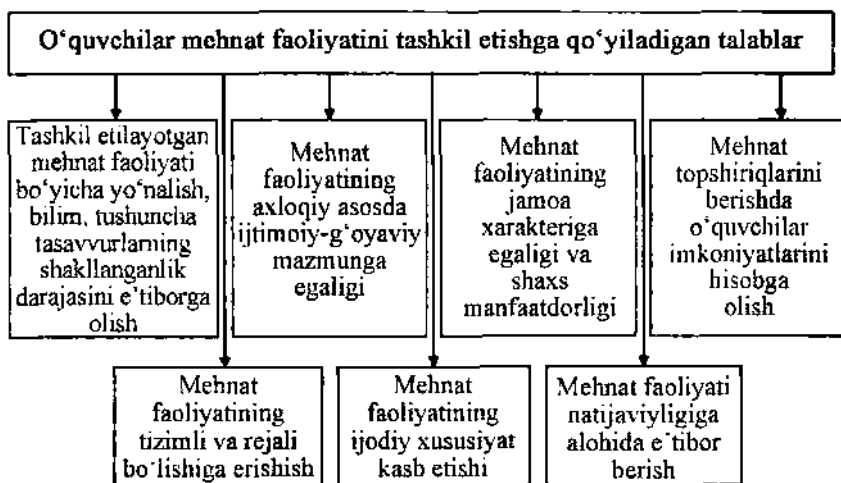 O‘quvchilar mehnat faoliyatini tashkil etishga qo‘yiladigan talablar
Tashkil etilayotgan
mehnat faoliyati
bo‘yicha yo‘nalish,
bilim, tushuncha
tasavvurlarning
shakllanganlik
darajasini e’tiborga
olish
Mehnat
faoliyatining
axloqiy asosda
ijtimoiy-g‘oyaviy
mazmunga
egaligi
Mehnat
faoliyatining
jamoa
xarakteriga
egaligi va
shaxs
manfaatdorligi
Mehnat
topshiriqlarini
berishda
o‘quvchilar
imkoniyatlarini
hisobga
olish
Mehnat
faoliyatining
tizimli va rejali
bo‘lishiga erishish
Mehnat
faoliyatining
ijodiy xususiyat
kasb etishi
Mehnat faoliyati
natijaviyligiga
alohida e’tibor
berish